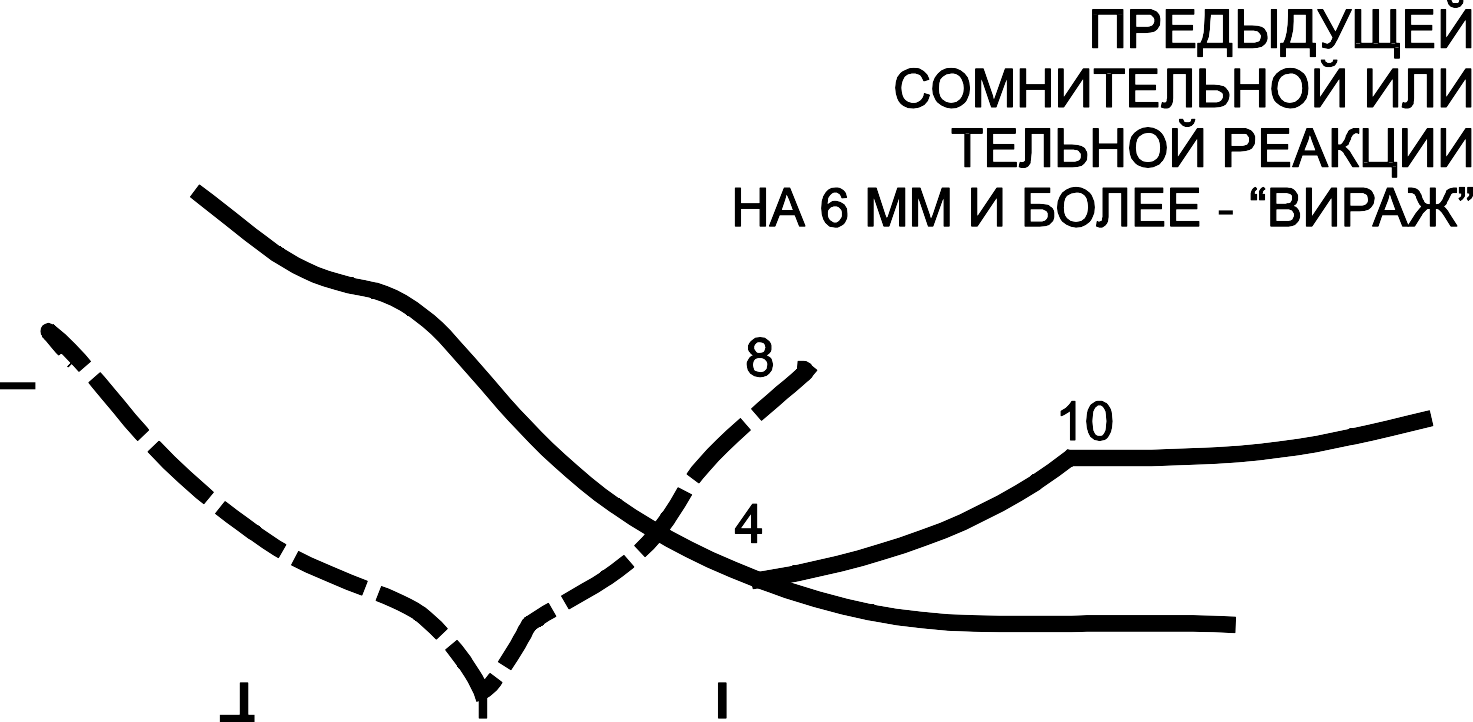 ПРЕДЫДУЩЕЙ
СОМНИТЕЛЬНОЙ ИЛИ
ТЕЛЬНОЙ РЕАКЦИИ
НА 6 ММ И БОЛЕЕ - “ВИРАЖ”
8
10
4